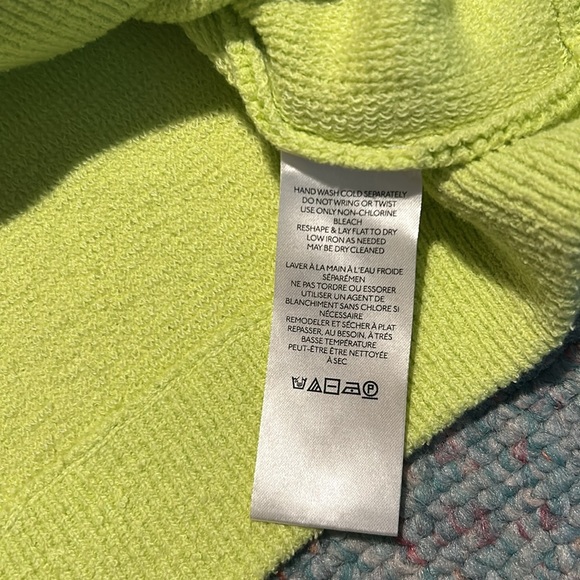 HAND WASH COLD SEPARATELY
DO NOT WRING OR TWIST
USE ONLY NON-CHLORINE
BLEACH
RESHAPE & LAY FLAT TO DRY
LOW IRON AS NEEDED
MAY BE DRY CLEANED
LAVER À LA MAIN À L'EAU FROIDE
SÉPARÉMEN
NE PAS TORDRE OU ESSORER
UTILISER UN AGENT DE
BLANCHIMENT SANS CHLORE SI
NÉCESSAIRE
REMODELER ET SÉCHER À PLAT
REPASSER, AU BESOIN, À TRÉS
BASSE TEMPÉRATURE
PEUT-ÊTRE ÊTRE NETTOYÉE
À SEC
P